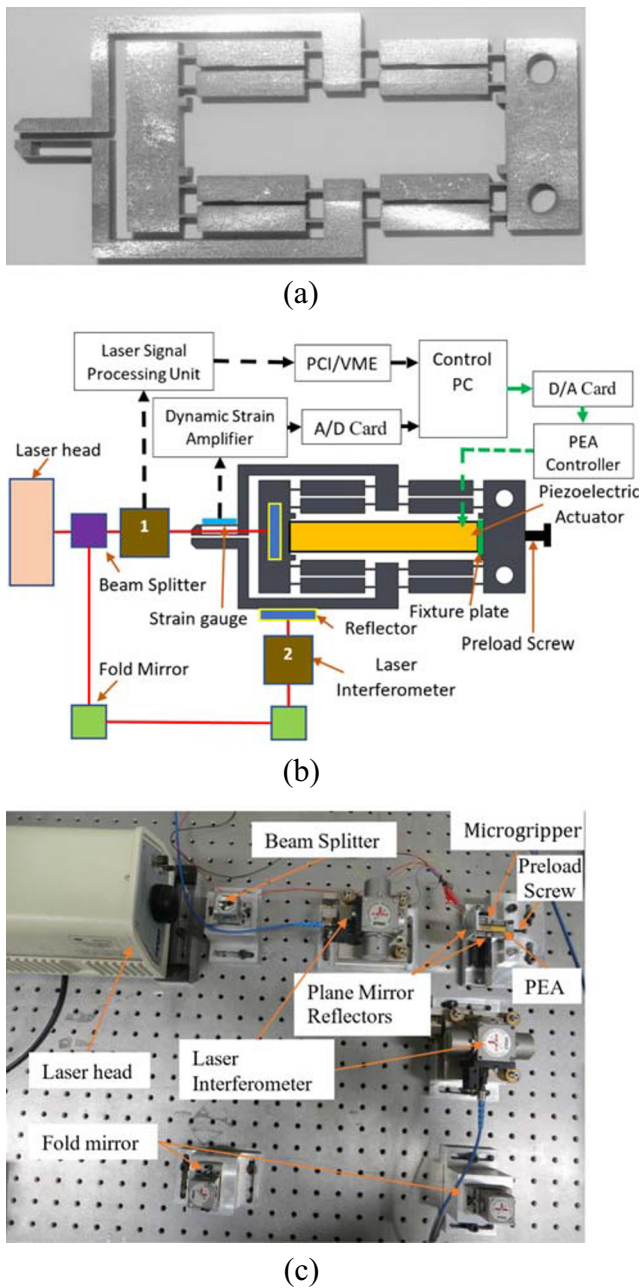 (a)
Laser Signal
Processing Unit
PCI/VME
Control
PC
D/A Card
Dynamic Strain
Amplifier
A/D Card
PEA
Controller
Laser head
Piezoelectric
Actuator
1
Beam Splitter
Strain gauge
Reflector
Fixture plate
Preload Screw
2
Laser
Interferometer
Fold Mirror
(b)
Beam Splitter
Microgripper
Preload
Screw
PEA
Plane Mirror
Reflectors
Laser head
Laser
Interferometer
Fold mirror
(c)